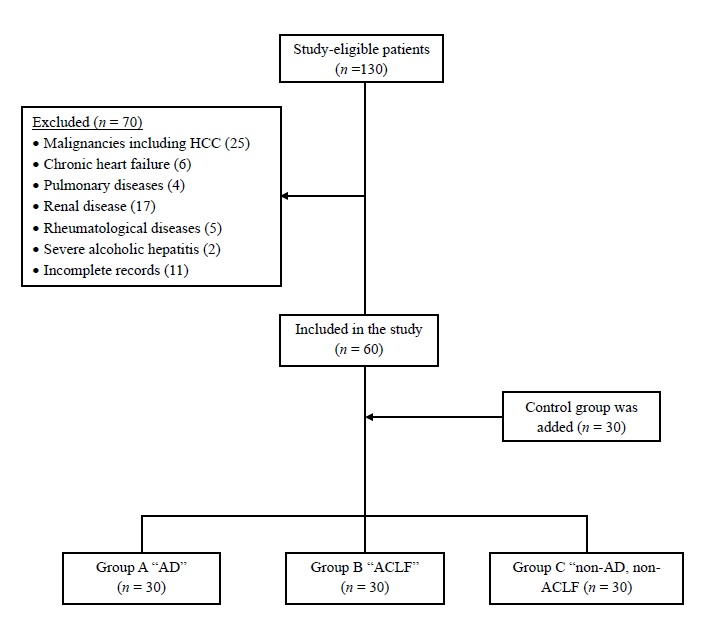 Study-eligible patients
(n =130)
Excluded (n = 70)
• Malignancies including HCC (25)
• Chronic heart failure (6)
• Pulmonary diseases (4)
• Renal disease (17)
• Rheumatological diseases (5)
• Severe alcoholic hepatitis (2)
• Incomplete records (11)
Included in the study
(n = 60)
Control group was
added (n = 30)
Group A “AD”
(n = 30)
Group B “ACLF”
(n = 30)
Group C “non-AD, non-
ACLF (n = 30)